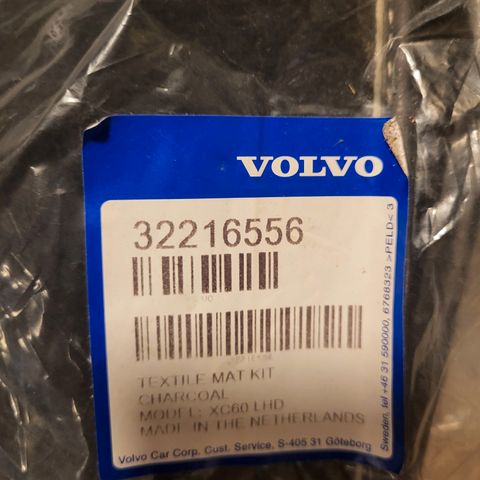 VOLVO
32216556
TEXTILE MAT KIT
CHARCOAL
MODEL: XC60 LHD
MADE IN THE NETHERLANDS
Volvo Car Corp. Cust. Service, S-405 31 Göteborg
Sweden. tel +46 31 590000, 6768323 >PELD< 3